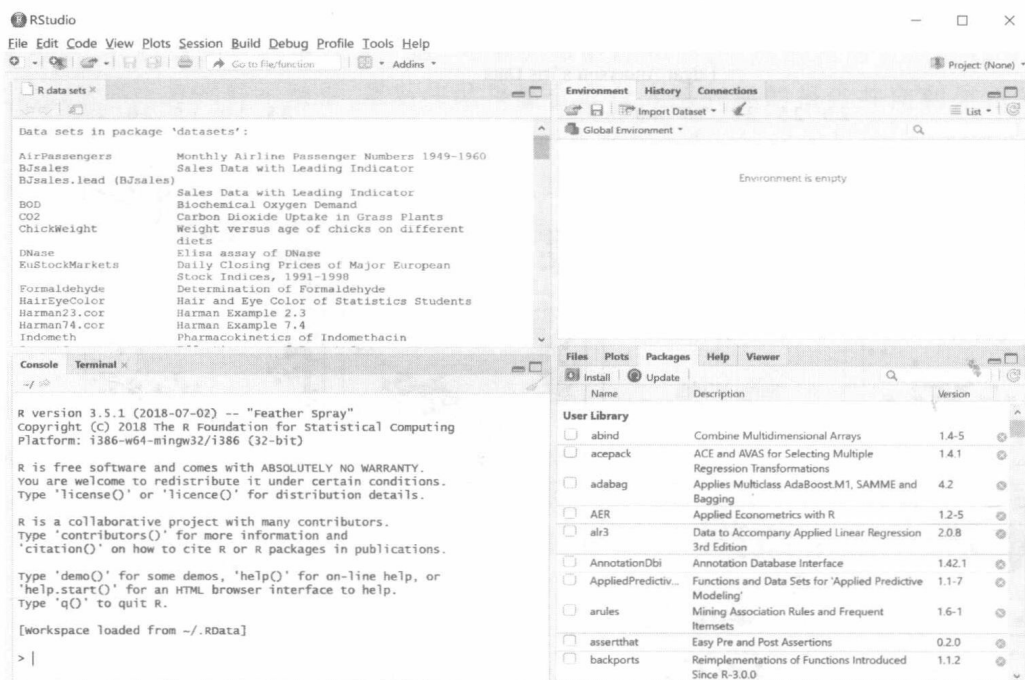 RStudio
File Edit Code View Plots Session Build Debug Profile Tools Help
Go to file/function Addins Project: (None)
R data sets
Data sets in package 'datasets':
AirPassengers Monthly Airline Passenger Numbers 1949-1960
BJsales Sales Data with Leading Indicator
BJsales.lead (BJsales)
Sales Data with Leading Indicator
BOD Biochemical Oxygen Demand
CO2 Carbon Dioxide Uptake in Grass Plants
ChickWeight Weight versus age of chicks on different
diets
DNase Elisa assay of DNase
EuStockMarkets Daily Closing Prices of Major European
Stock Indices, 1991-1998
Formaldehyde Determination of Formaldehyde
HairEyeColor Hair and Eye Color of Statistics Students
Harman23.cor Harman Example 2.3
Harman74.cor Harman Example 7.4
Indometh Pharmacokinetics of Indomethacin
Environment History Connections
Import Dataset List
Global Environment
Environment is empty
Console Terminal
~/
R version 3.5.1 (2018-07-02) -- "Feather Spray"
Copyright (C) 2018 The R Foundation for Statistical Computing
Platform: i386-w64-mingw32/i386 (32-bit)
R is free software and comes with ABSOLUTELY NO WARRANTY.
You are welcome to redistribute it under certain conditions.
Type 'license()' or 'licence()' for distribution details.
R is a collaborative project with many contributors.
Type 'contributors()' for more information and
'citation()' on how to cite R or R packages in publications.
Type 'demo()' for some demos, 'help()' for on-line help, or
'help.start()' for an HTML browser interface to help.
Type 'q()' to quit R.
[Workspace loaded from ~/.RData]
>
Files Plots Packages Help Viewer
Install Update
Name Description Version
User Library
abind Combine Multidimensional Arrays 1.4-5
acepack ACE and AVAS for Selecting Multiple 1.4.1
Regression Transformations
adabag Applies Multiclass AdaBoost.M1, SAMME and 4.2
Bagging
AER Applied Econometrics with R 1.2-5
alr3 Data to Accompany Applied Linear Regression 2.0.8
3rd Edition
AnnotationDbi Annotation Database Interface 1.42.1
AppliedPredictiv... Functions and Data Sets for 'Applied Predictive 1.1-7
Modeling'
arules Mining Association Rules and Frequent 1.6-1
Itemsets
assertthat Easy Pre and Post Assertions 0.2.0
backports Reimplementations of Functions Introduced 1.1.2
Since R-3.0.0